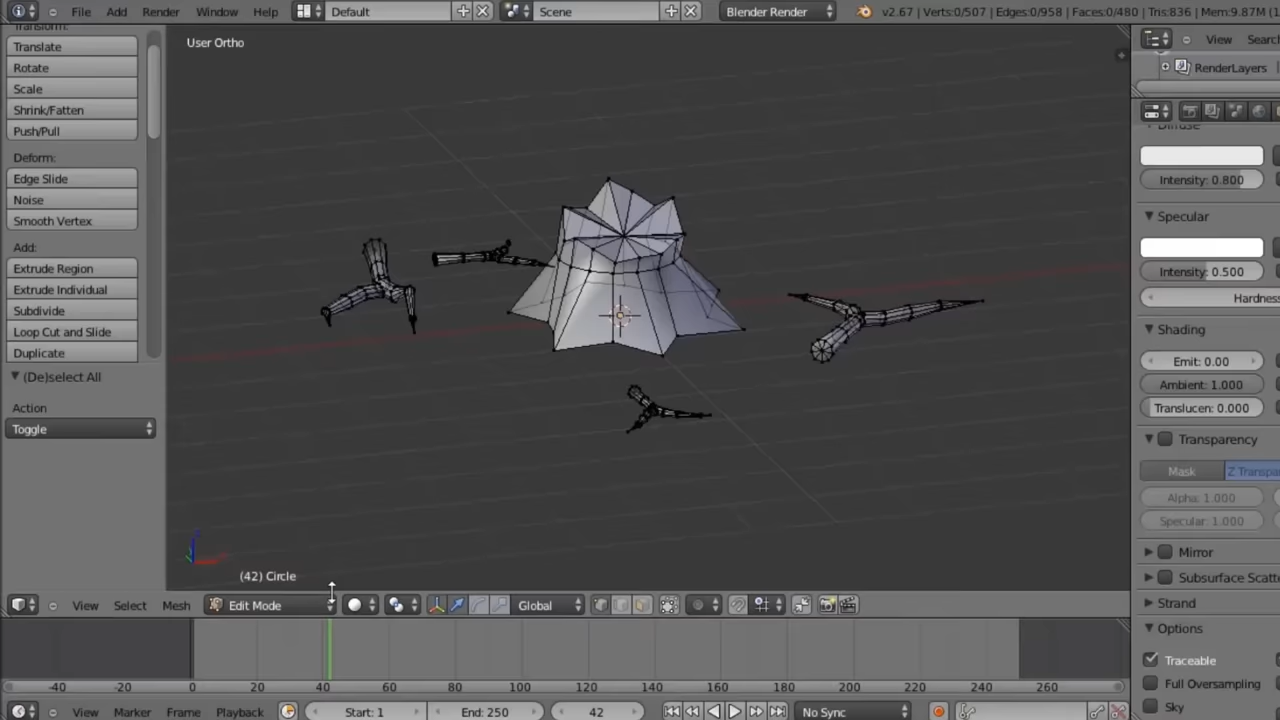 File Add Render Window Help Default Scene Blender Render v2.67 | Verts:0/507 | Edges:0/958 | Faces:0/480 | Tris:836 | Mem:9.87M
Transform:
Translate
Rotate
Scale
Shrink/Fatten
Push/Pull
Deform:
Edge Slide
Noise
Smooth Vertex
Add:
Extrude Region
Extrude Individual
Subdivide
Loop Cut and Slide
Duplicate
(De)select All
Action
Toggle
User Ortho
(42) Circle
View Select Mesh Edit Mode Global
-40 -20 0 20 40 60 80 100 120 140 160 180 200 220 240 260
View Marker Frame Playback Start: 1 End: 250 42 No Sync
View Searc
RenderLayers
Diffuse
Intensity: 0.800
Specular
Intensity: 0.500
Hardness
Shading
Emit: 0.00
Ambient: 1.000
Translucen: 0.000
Transparency
Mask Z Transpa
Alpha: 1.000
Specular: 1.000
Mirror
Subsurface Scatte
Strand
Options
Traceable
Full Oversampling
Sky